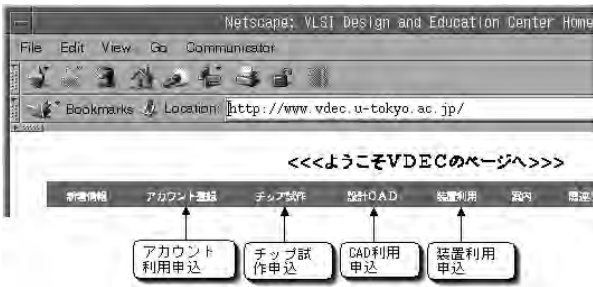 Netscape: VLSI Design and Education Center Home
File Edit View Go Communicator
Bookmarks Location: http://www.vdec.u-tokyo.ac.jp/
<<<ようこそVDECのページへ>>>
新着情報 アカウント登録 チップ試作 設計CAD 装置利用 案内 関連
アカウント
利用申込
チップ試
作申込
CAD利用
申込
装置利用
申込